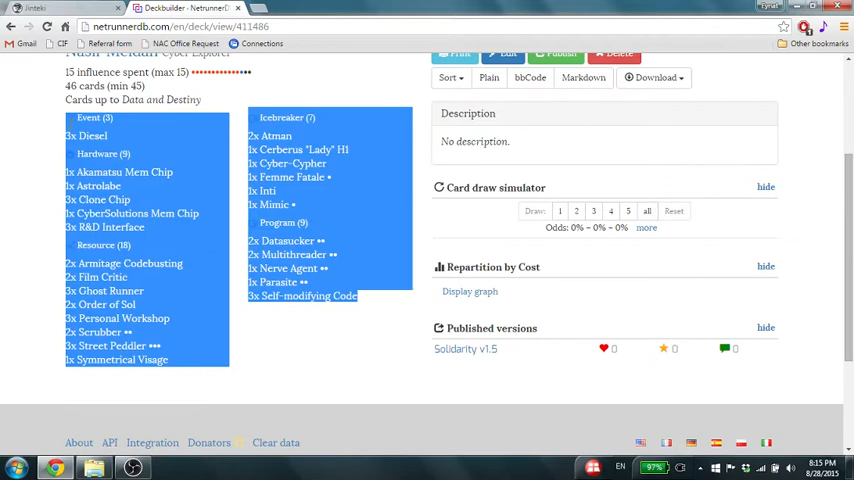 Jinteki
Deckbuilder · NetrunnerDB
Eynat
netrunnerdb.com/en/deck/view/411486
Gmail
CIF
Referral form
NAC Office Request
Connections
Other bookmarks
15 influence spent (max 15)
46 cards (min 45)
Cards up to Data and Destiny
Event (3)
3x Diesel
Hardware (9)
1x Akamatsu Mem Chip
1x Astrolabe
3x Clone Chip
1x CyberSolutions Mem Chip
3x R&D Interface
Resource (18)
2x Armitage Codebusting
2x Film Critic
3x Ghost Runner
2x Order of Sol
3x Personal Workshop
2x Scrubber ••
3x Street Peddler •••
1x Symmetrical Visage
Icebreaker (7)
2x Atman
1x Cerberus "Lady" H1
1x Cyber-Cypher
1x Femme Fatale •
1x Inti
1x Mimic •
Program (9)
2x Datasucker ••
2x Multithreader ••
1x Nerve Agent ••
1x Parasite ••
3x Self-modifying Code
Print
Edit
Publish
Delete
Sort
Plain
bbCode
Markdown
Download
Description
No description.
Card draw simulator
hide
Draw:
1
2
3
4
5
all
Reset
Odds: 0% – 0% – 0%
more
Repartition by Cost
hide
Display graph
Published versions
hide
Solidarity v1.5
0
0
0
About
API
Integration
Donators
Clear data
EN
97%
8:15 PM
8/28/2015